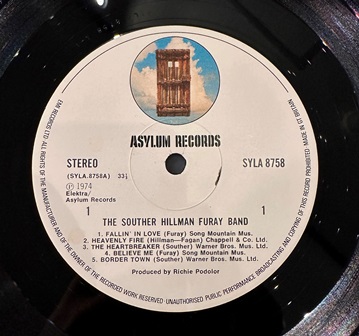 ASYLUM RECORDS
STEREO
SYLA 8758
(SYLA.8758A) 33⅓
℗ 1974
Elektra/
Asylum Records
1
1
THE SOUTHER HILLMAN FURAY BAND
1. FALLIN' IN LOVE (Furay) Song Mountain Mus.
2. HEAVENLY FIRE (Hillman—Fagan) Chappell & Co. Ltd.
3. THE HEARTBREAKER (Souther) Warner Bros. Mus. Ltd.
4. BELIEVE ME (Furay) Song Mountain Mus.
5. BORDER TOWN (Souther) Warner Bros. Mus. Ltd.
Produced by Richie Podolor
EMI RECORDS LTD ALL RIGHTS OF THE MANUFACTURER AND OF THE OWNER OF THE RECORDED WORK RESERVED·UNAUTHORISED PUBLIC PERFORMANCE BROADCASTING AND COPYING OF THIS RECORD PROHIBITED MADE IN GT BRITAIN